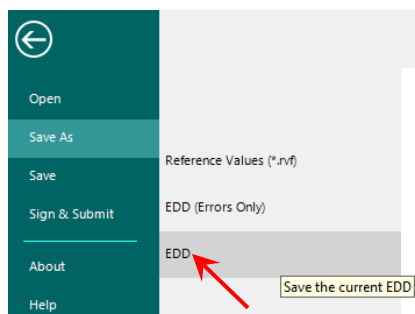 Open
Save As
Save
Sign & Submit
About
Help
Reference Values (*.rvf)
EDD (Errors Only)
EDD
Save the current EDD